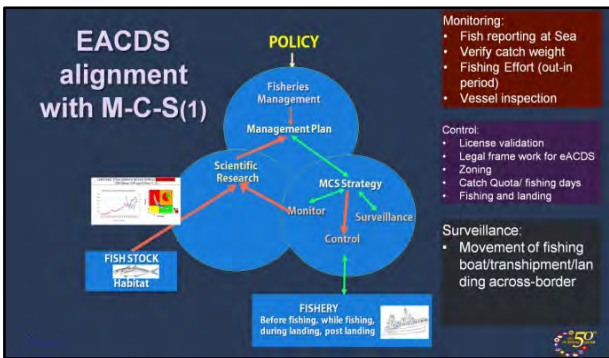 EACDS
alignment
with M-C-S(1)
POLICY
Fisheries
Management
Management Plan
Scientific
Research
MCS Strategy
Monitor
Surveillance
Control
FISH STOCK
Habitat
FISHERY
Before fishing, while fishing,
during landing, post landing
Monitoring:
• Fish reporting at Sea
• Verify catch weight
• Fishing Effort (out-in
period)
• Vessel inspection
Control:
• License validation
• Legal frame work for eACDS
• Zoning
• Catch Quota/ fishing days
• Fishing and landing
Surveillance:
• Movement of fishing
boat/transhipment/lan
ding across-border
50